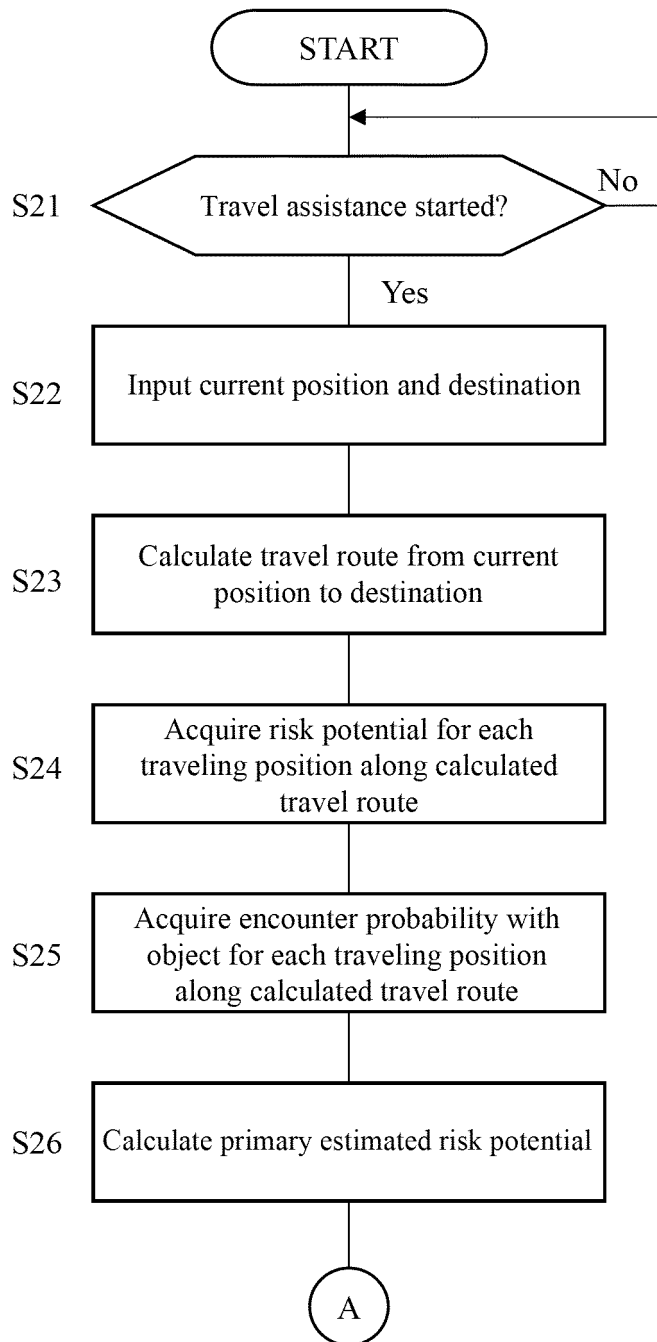 START
S21
Travel assistance started?
No
Yes
S22
Input current position and destination
S23
Calculate travel route from current
position to destination
S24
Acquire risk potential for each
traveling position along calculated
travel route
S25
Acquire encounter probability with
object for each traveling position
along calculated travel route
S26
Calculate primary estimated risk potential
A